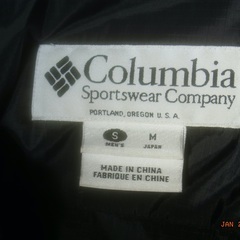 Columbia
Sportswear Company
PORTLAND, OREGON U.S.A.
S M
MEN'S JAPAN
MADE IN CHINA
FABRIQUE EN CHINE
JAN